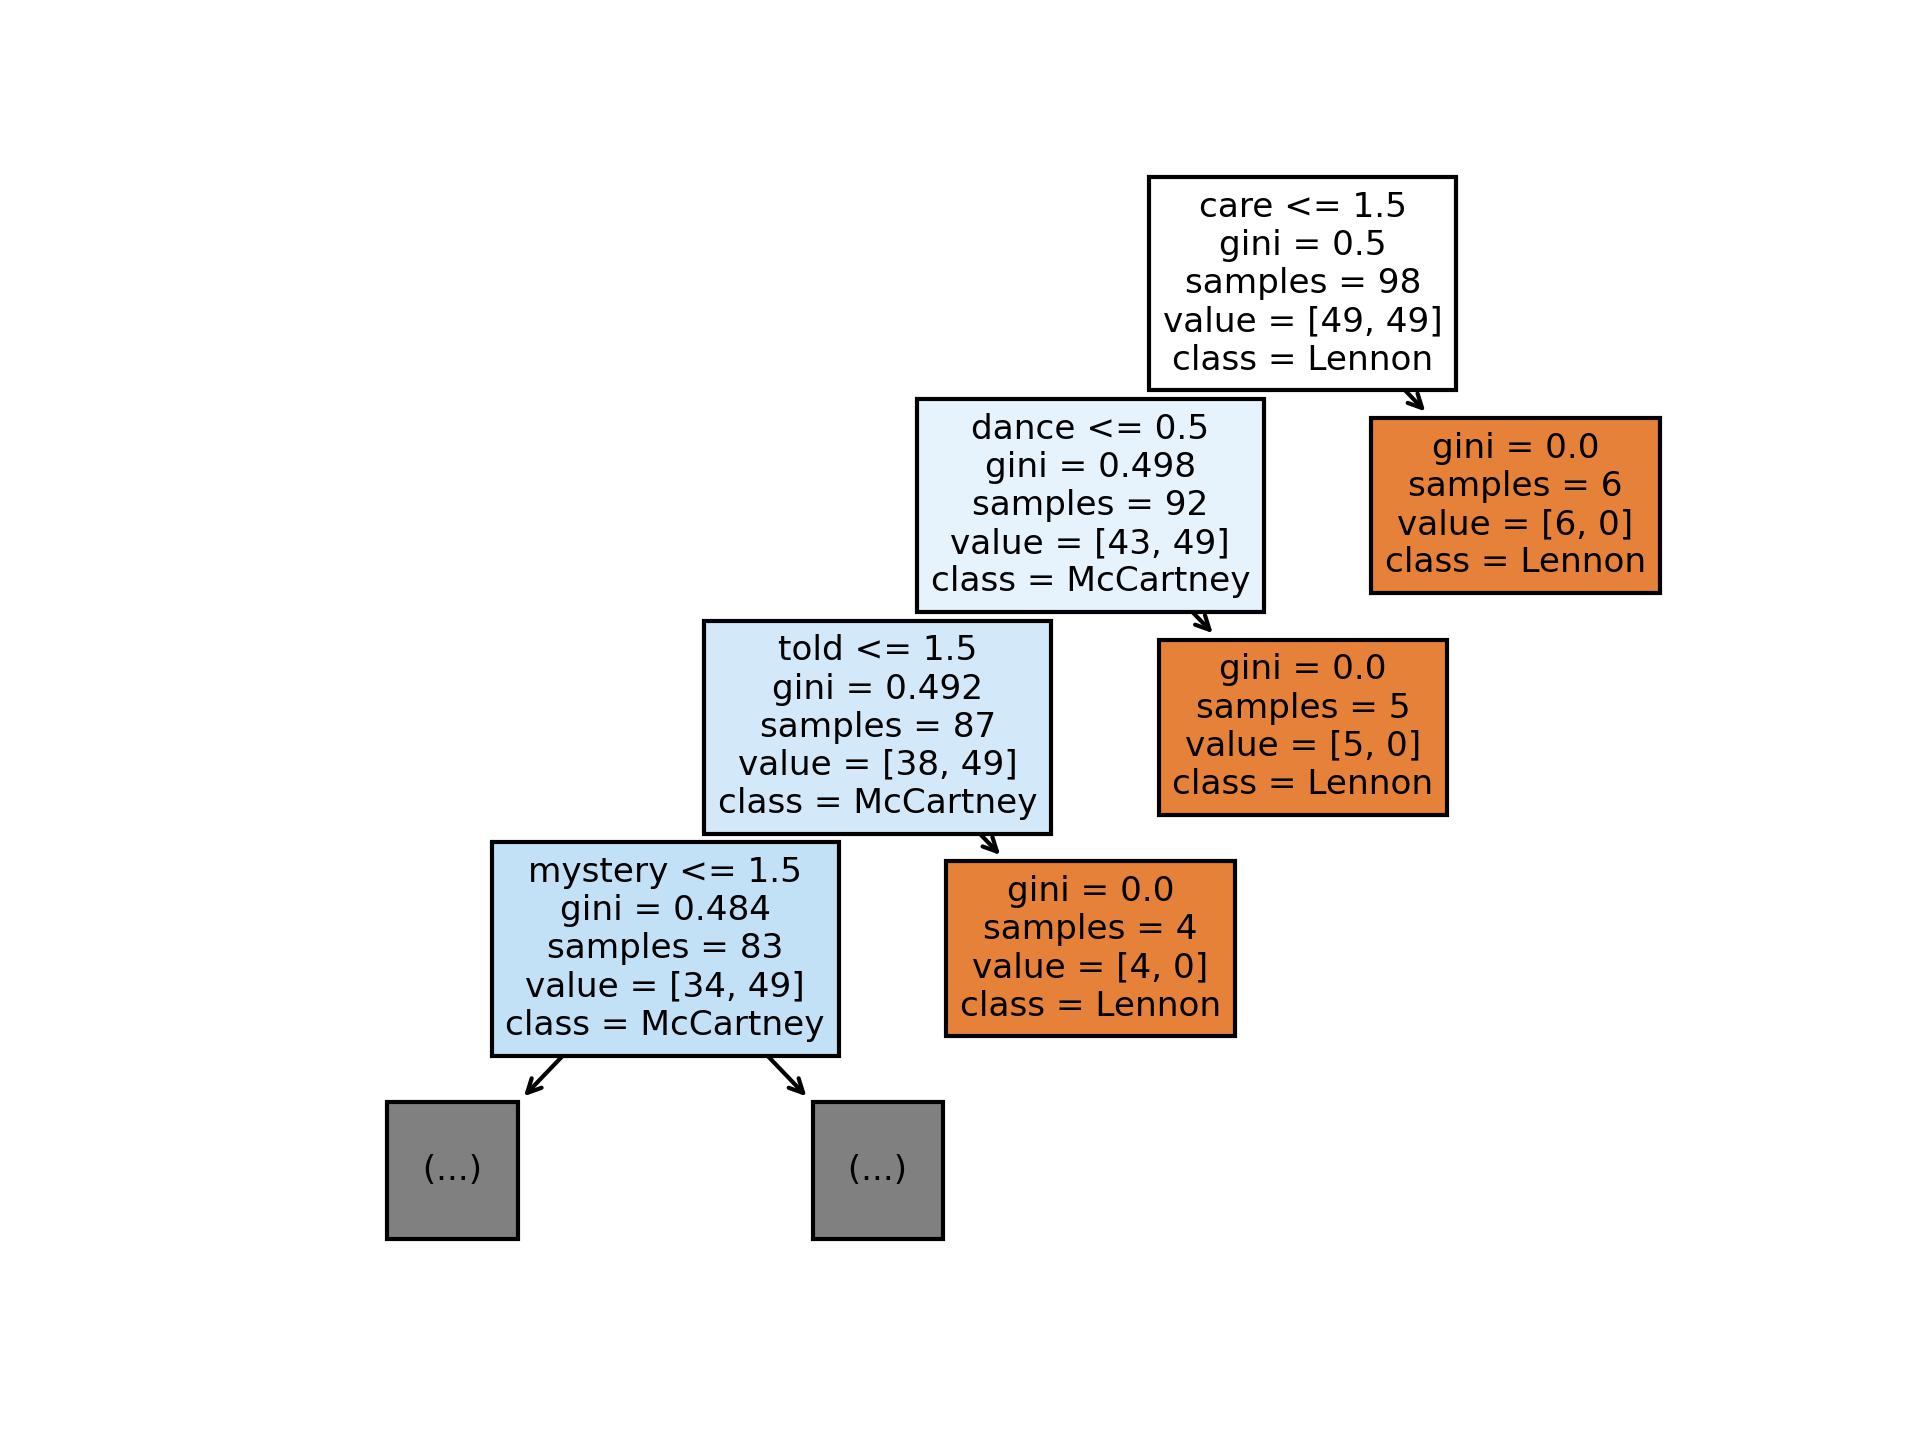 care <= 1.5
gini = 0.5
samples = 98
value = [49, 49]
class = Lennon
dance <= 0.5
gini = 0.498
samples = 92
value = [43, 49]
class = McCartney
gini = 0.0
samples = 6
value = [6, 0]
class = Lennon
told <= 1.5
gini = 0.492
samples = 87
value = [38, 49]
class = McCartney
gini = 0.0
samples = 5
value = [5, 0]
class = Lennon
mystery <= 1.5
gini = 0.484
samples = 83
value = [34, 49]
class = McCartney
gini = 0.0
samples = 4
value = [4, 0]
class = Lennon
(...)
(...)